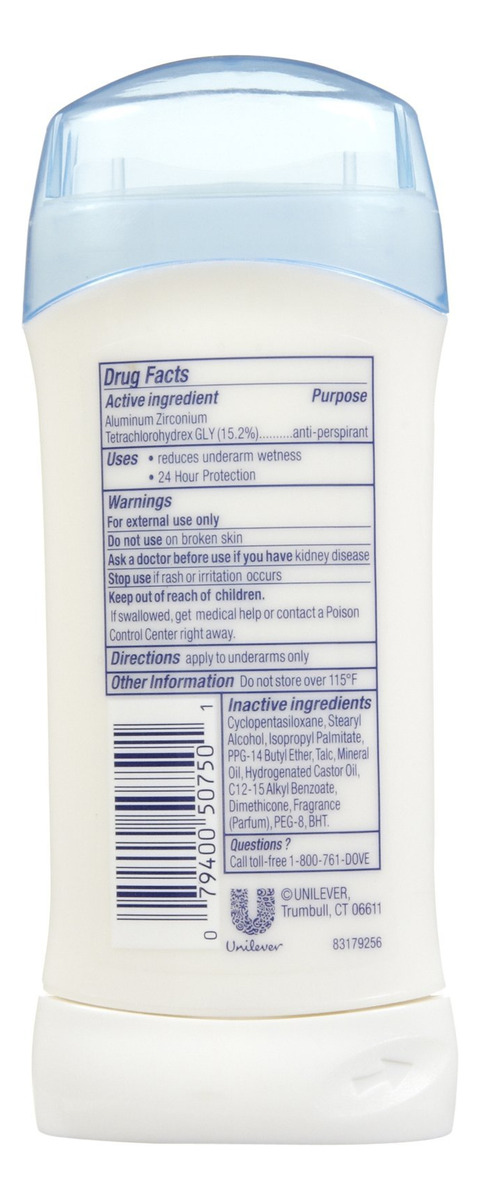 Drug Facts
Active ingredient Purpose
Aluminum Zirconium
Tetrachlorohydrex GLY (15.2%)..........anti-perspirant
Uses • reduces underarm wetness
• 24 Hour Protection
Warnings
For external use only
Do not use on broken skin
Ask a doctor before use if you have kidney disease
Stop use if rash or irritation occurs
Keep out of reach of children.
If swallowed, get medical help or contact a Poison
Control Center right away.
Directions apply to underarms only
Other Information Do not store over 115°F
Inactive ingredients
Cyclopentasiloxane, Stearyl
Alcohol, Isopropyl Palmitate,
PPG-14 Butyl Ether, Talc, Mineral
Oil, Hydrogenated Castor Oil,
C12-15 Alkyl Benzoate,
Dimethicone, Fragrance
(Parfum), PEG-8, BHT.
Questions ?
Call toll-free 1-800-761-DOVE
0 79400 50750 1
Unilever
©UNILEVER,
Trumbull, CT 06611
83179256